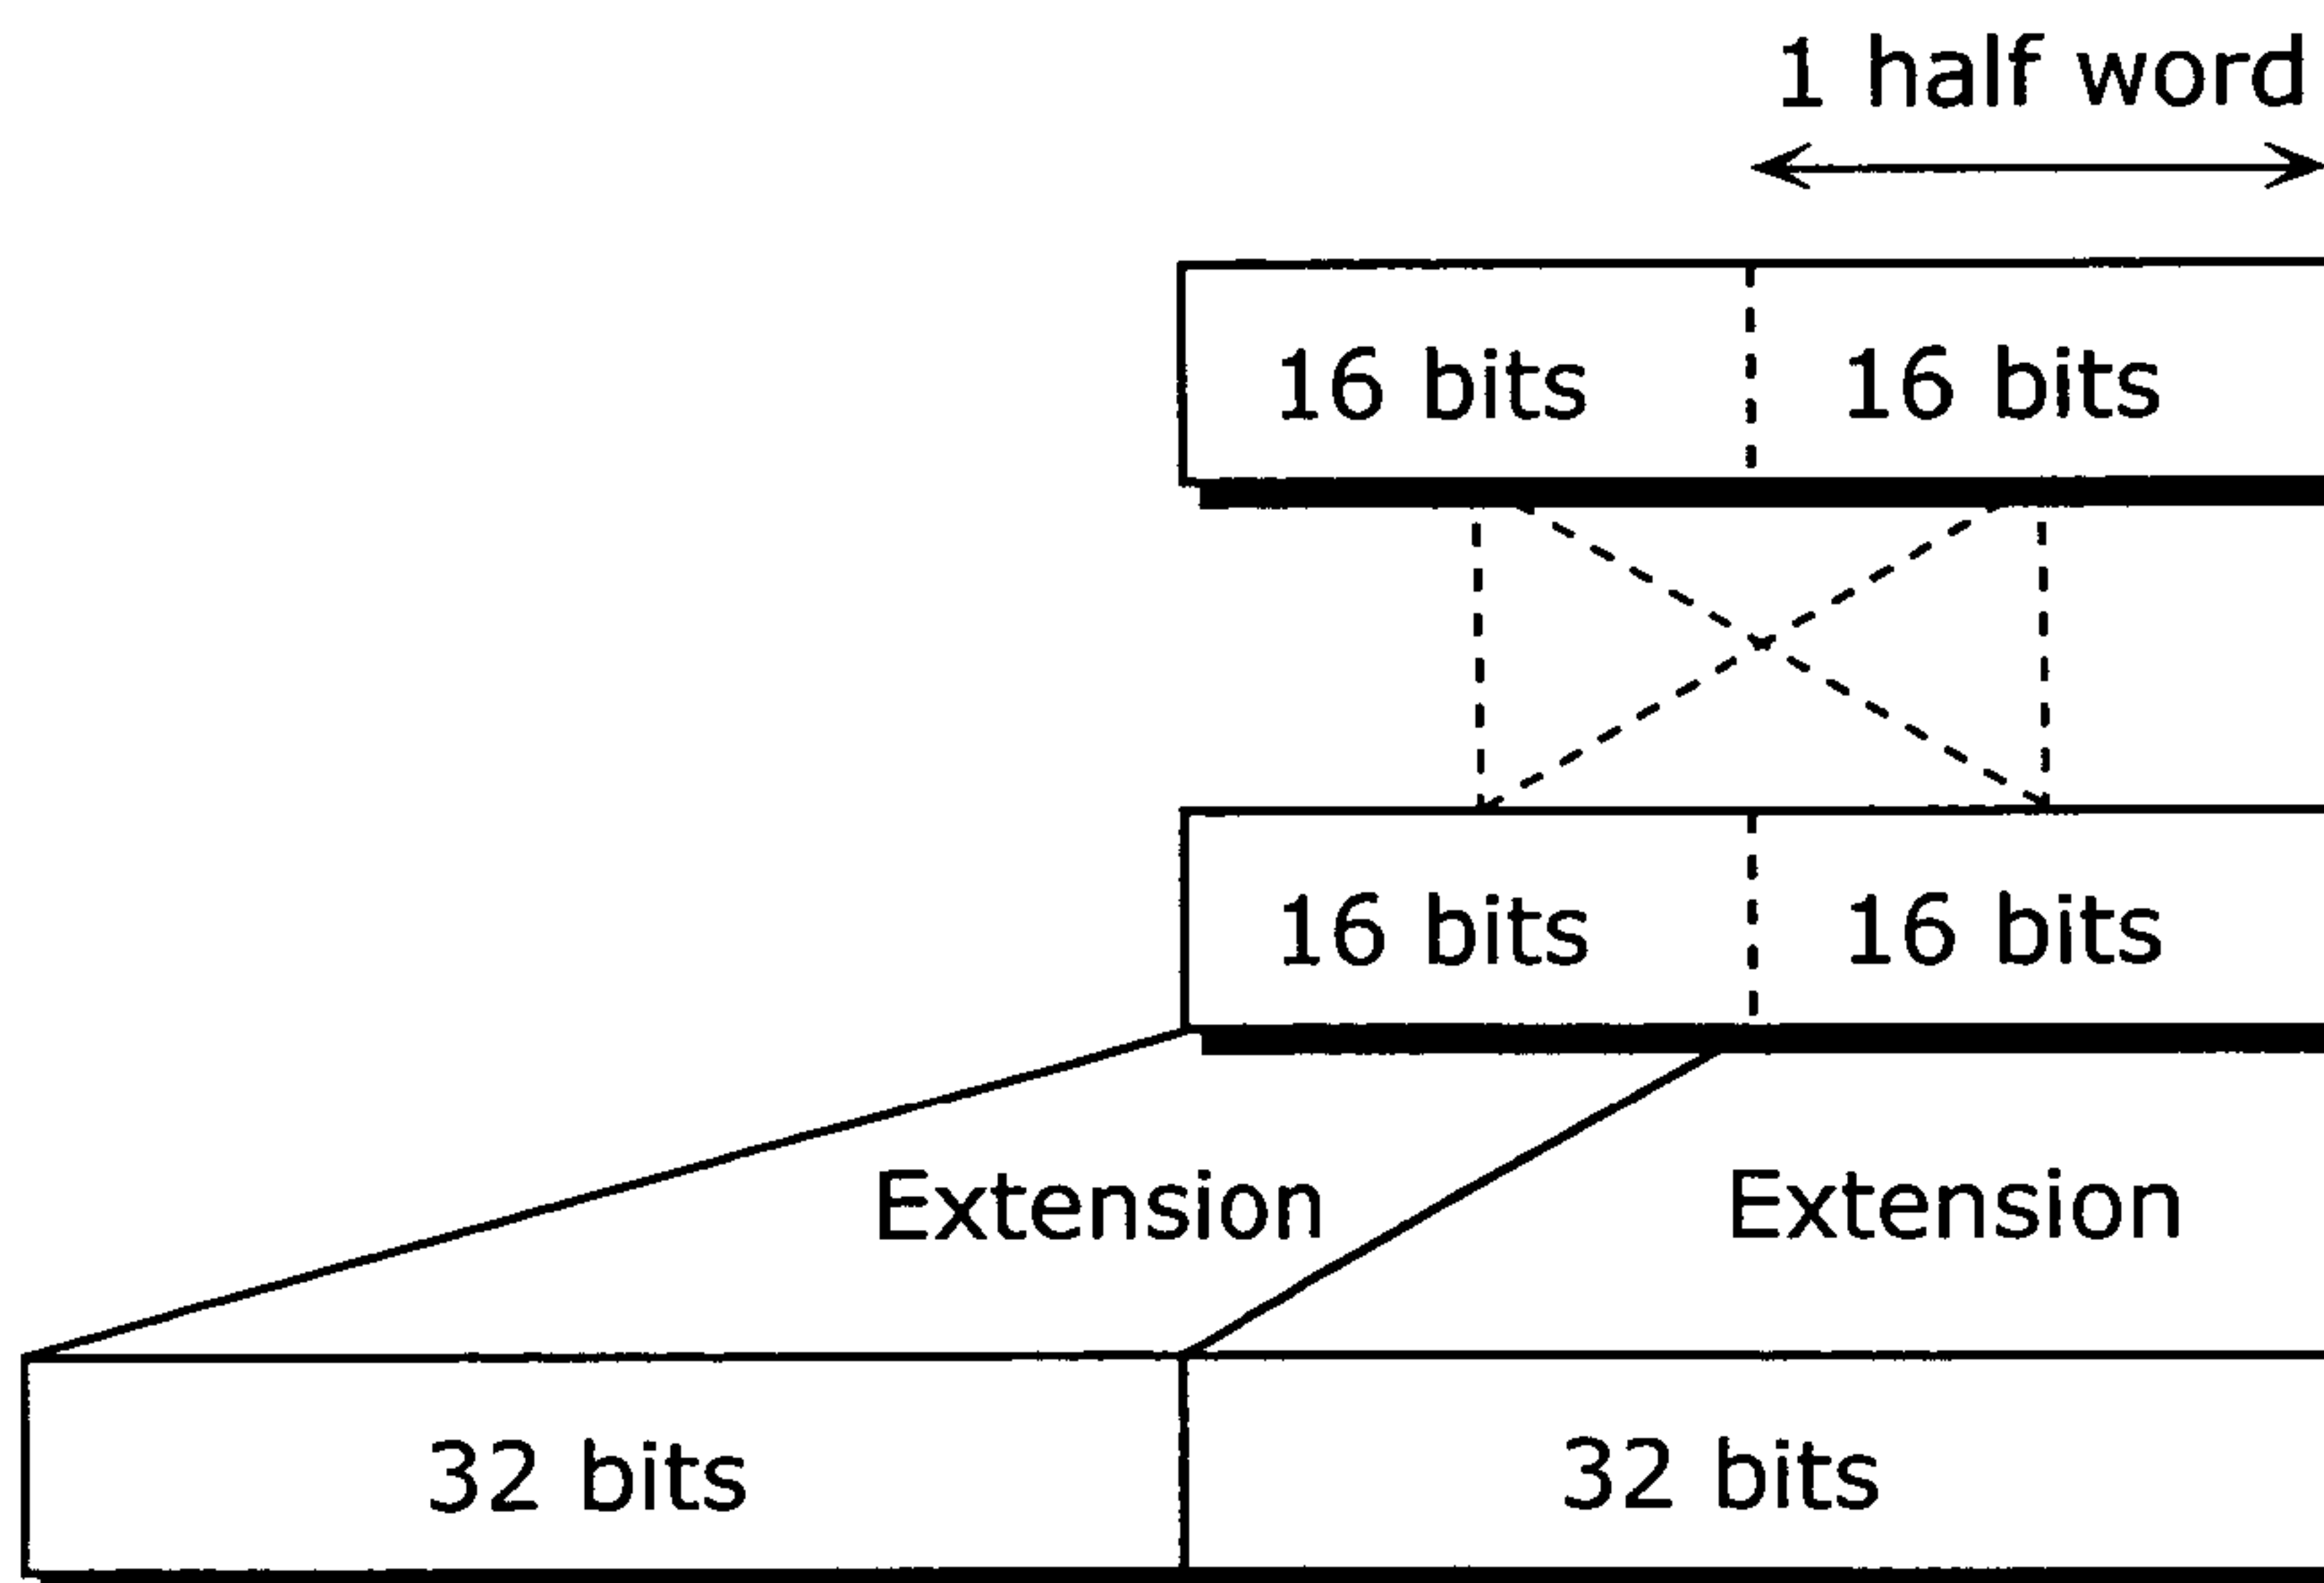 1 half word
16 bits 16 bits
16 bits 16 bits
Extension Extension
32 bits 32 bits